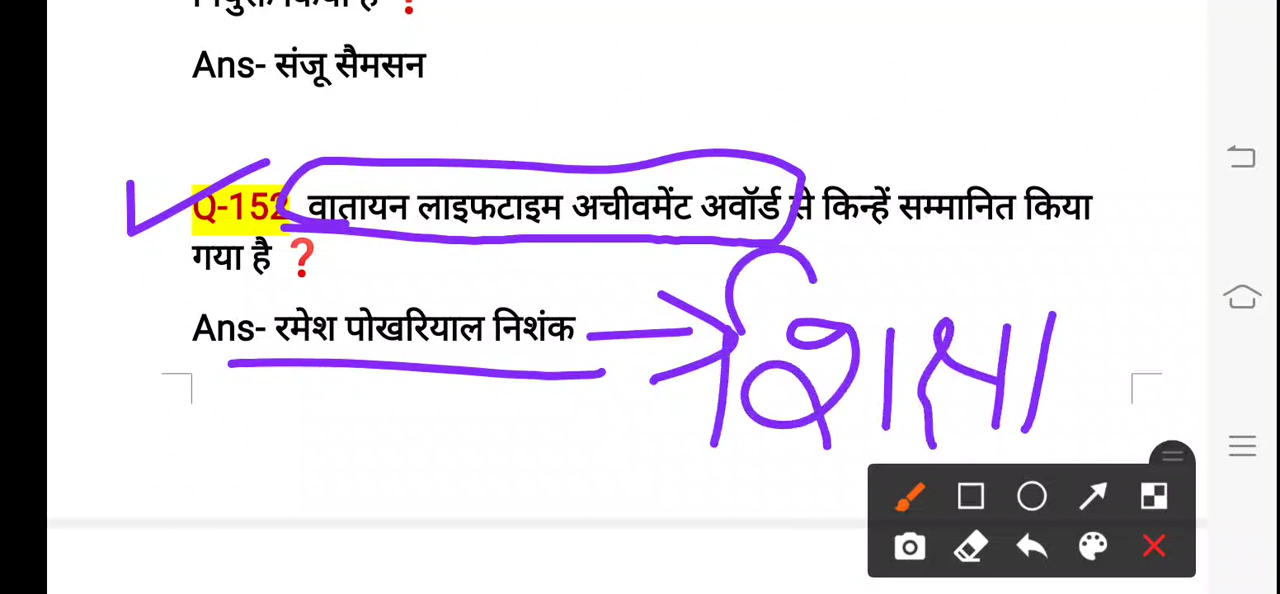 नियुक्त किया है ❓
Ans- संजू सैमसन
Q-152 वातायन लाइफटाइम अचीवमेंट अवॉर्ड से किन्हें सम्मानित किया
गया है ❓
Ans- रमेश पोखरियाल निशंक
शिक्षा